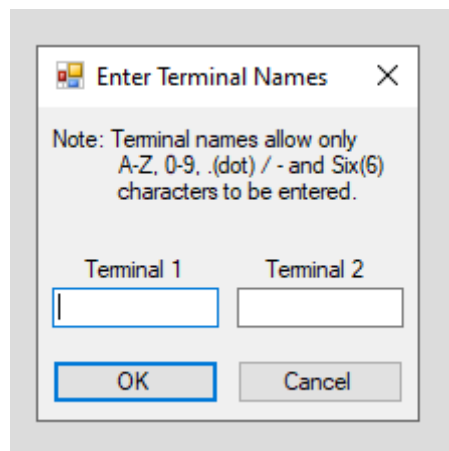 Enter Terminal Names
Note: Terminal names allow only
A-Z, 0-9, .(dot) / - and Six(6)
characters to be entered.
Terminal 1 Terminal 2
OK Cancel